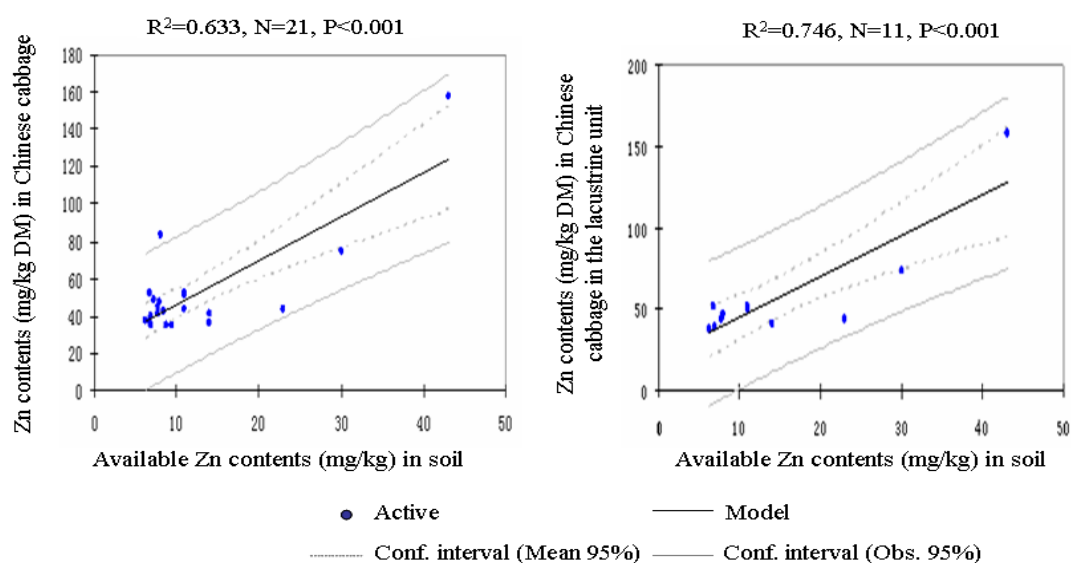 R²=0.633, N=21, P<0.001
Zn contents (mg/kg DM) in Chinese cabbage
180
160
140
120
100
80
60
40
20
0
0 10 20 30 40 50
Available Zn contents (mg/kg) in soil
R²=0.746, N=11, P<0.001
Zn contents (mg/kg DM) in Chinese
cabbage in the lacustrine unit
200
150
100
50
0
0 10 20 30 40 50
Available Zn contents (mg/kg) in soil
Active Model
Conf. interval (Mean 95%) Conf. interval (Obs. 95%)